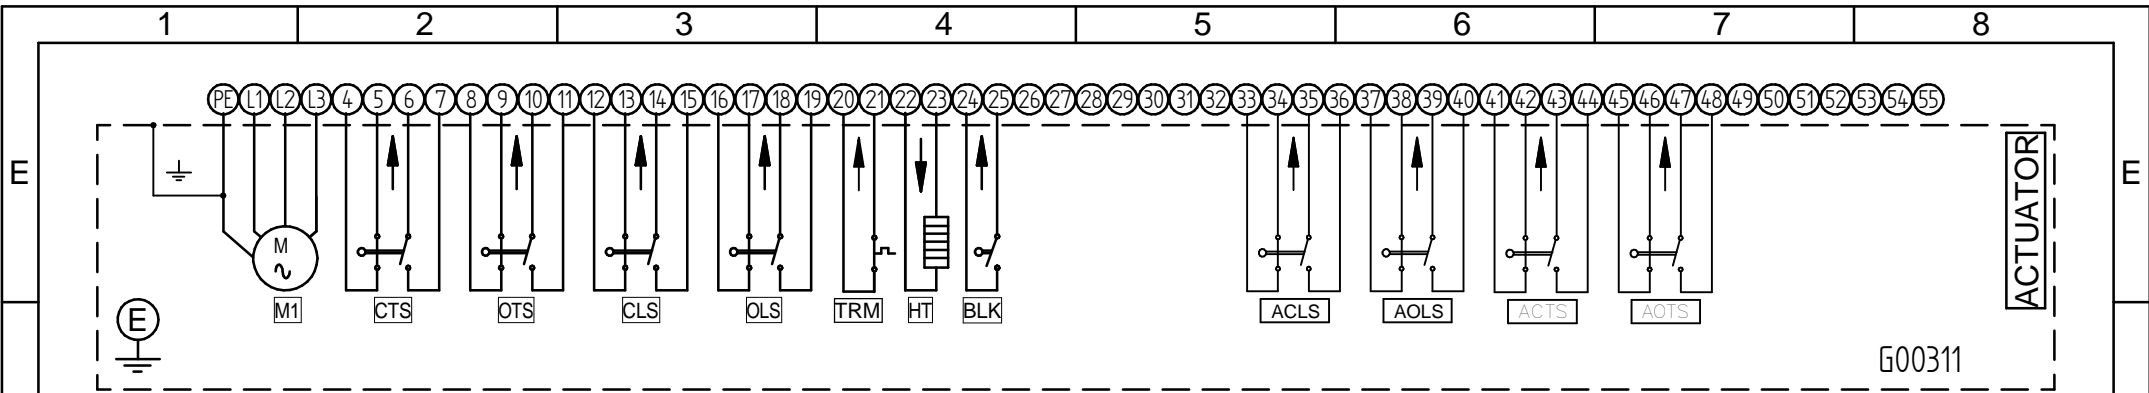 1 2 3 4 5 6 7 8
PE L1 L2 L3 4 5 6 7 8 9 10 11 12 13 14 15 16 17 18 19 20 21 22 23 24 25 26 27 28 29 30 31 32 33 34 35 36 37 38 39 40 41 42 43 44 45 46 47 48 49 50 51 52 53 54 55
E E
ACTUATOR
M
M1 CTS OTS CLS OLS TRM HT BLK ACLS AOLS ACTS AOTS
E
G00311